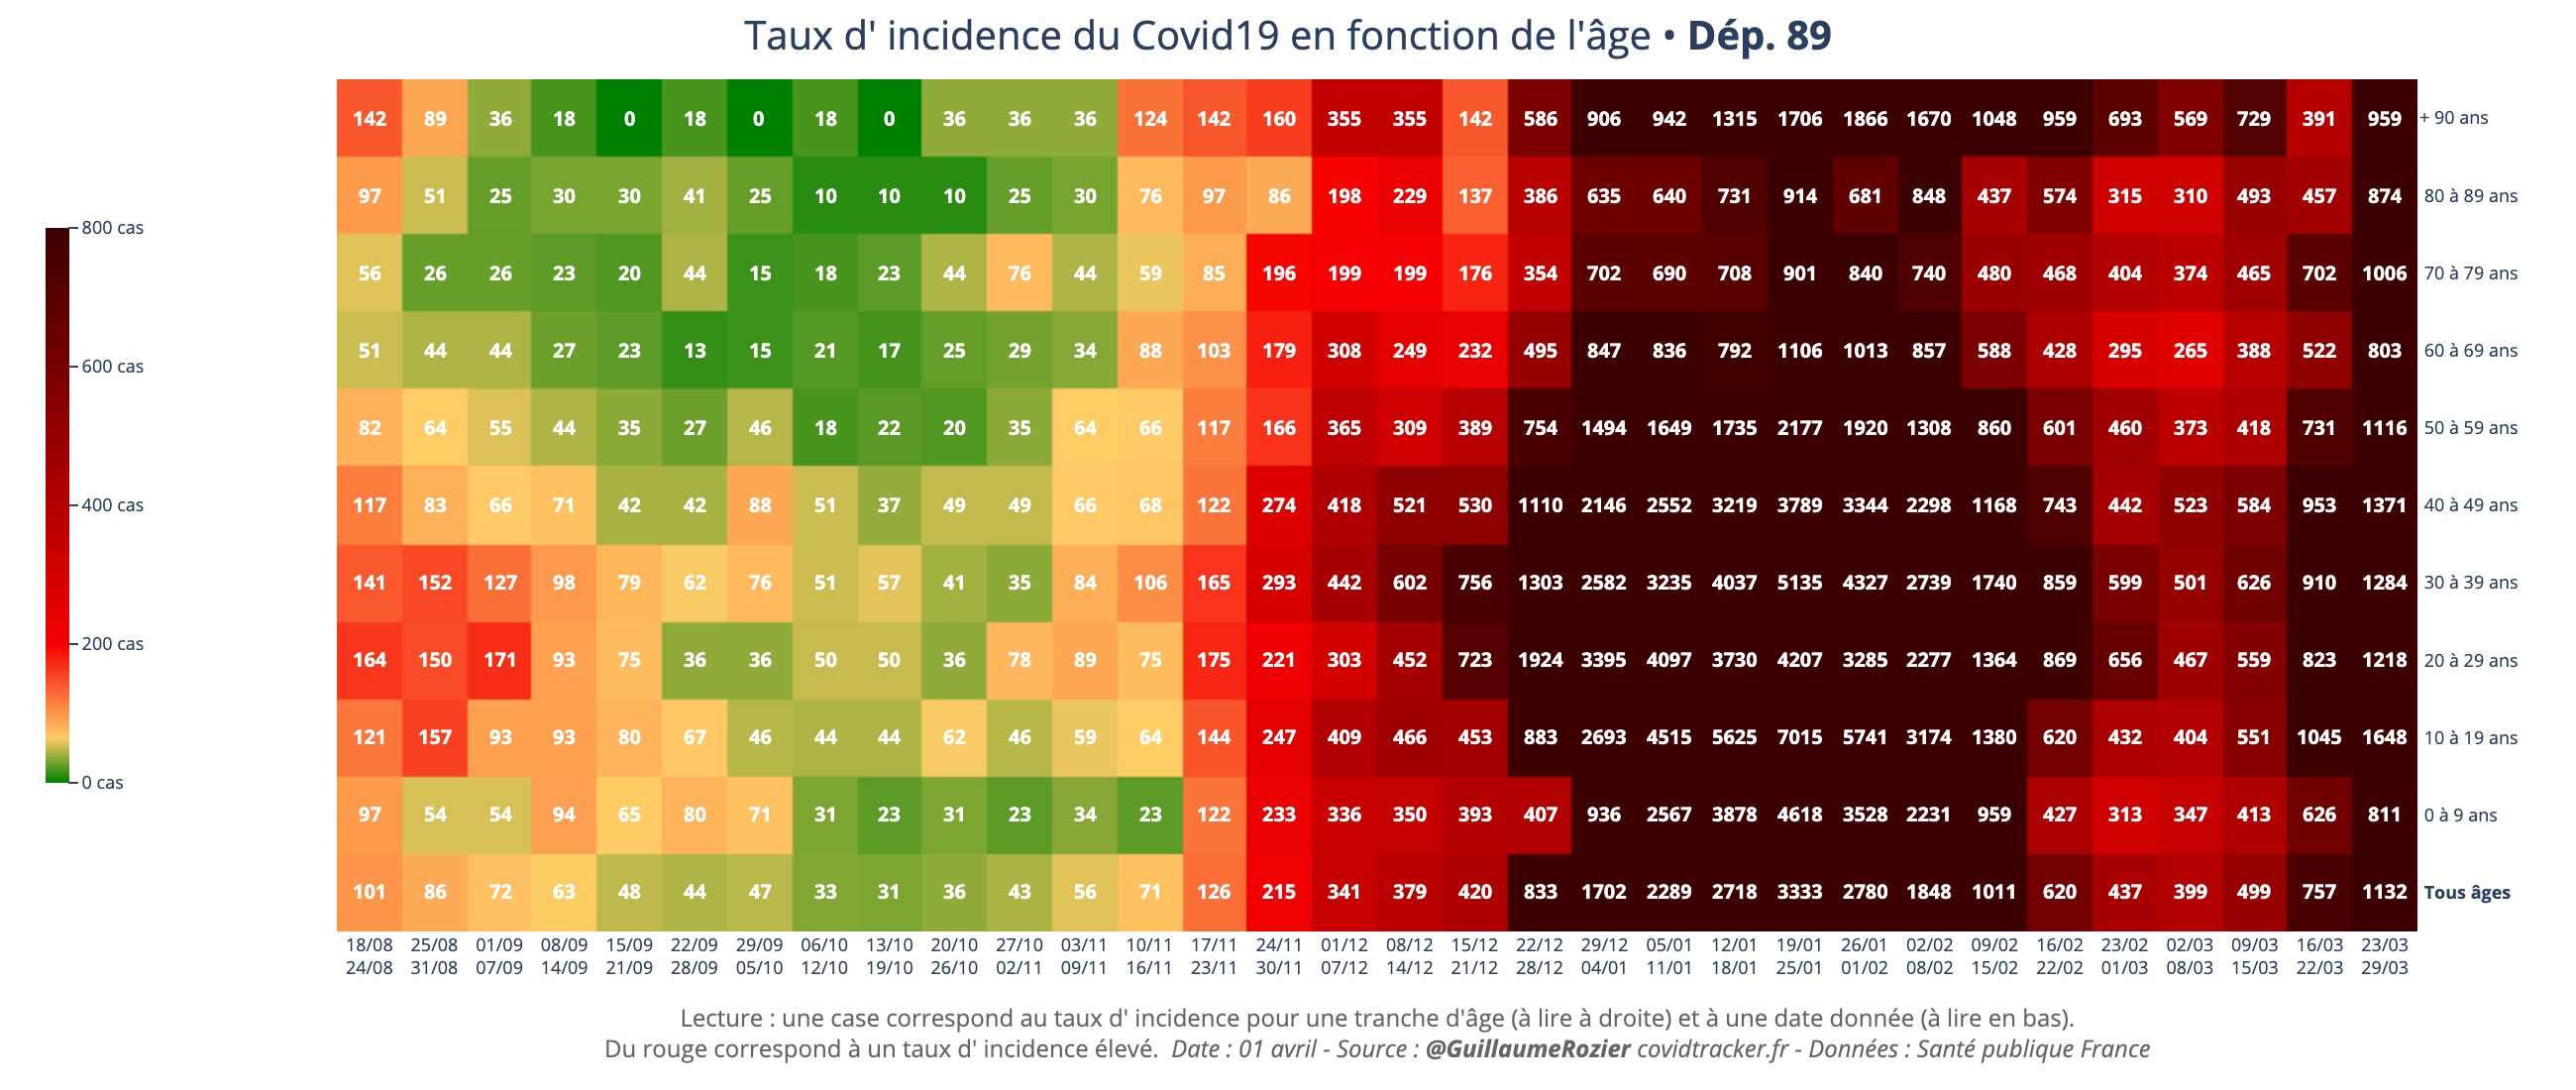 Taux d' incidence du Covid19 en fonction de l'âge • Dép. 89
800 cas
600 cas
400 cas
200 cas
0 cas
142 89 36 18 0 18 0 18 0 36 36 36 124 142 160 355 355 142 586 906 942 1315 1706 1866 1670 1048 959 693 569 729 391 959 + 90 ans
97 51 25 30 30 41 25 10 10 10 25 30 76 97 86 198 229 137 386 635 640 731 914 681 848 437 574 315 310 493 457 874 80 à 89 ans
56 26 26 23 20 44 15 18 23 44 76 44 59 85 196 199 199 176 354 702 690 708 901 840 740 480 468 404 374 465 702 1006 70 à 79 ans
51 44 44 27 23 13 15 21 17 25 29 34 88 103 179 308 249 232 495 847 836 792 1106 1013 857 588 428 295 265 388 522 803 60 à 69 ans
82 64 55 44 35 27 46 18 22 20 35 64 66 117 166 365 309 389 754 1494 1649 1735 2177 1920 1308 860 601 460 373 418 731 1116 50 à 59 ans
117 83 66 71 42 42 88 51 37 49 49 66 68 122 274 418 521 530 1110 2146 2552 3219 3789 3344 2298 1168 743 442 523 584 953 1371 40 à 49 ans
141 152 127 98 79 62 76 51 57 41 35 84 106 165 293 442 602 756 1303 2582 3235 4037 5135 4327 2739 1740 859 599 501 626 910 1284 30 à 39 ans
164 150 171 93 75 36 36 50 50 36 78 89 75 175 221 303 452 723 1924 3395 4097 3730 4207 3285 2277 1364 869 656 467 559 823 1218 20 à 29 ans
121 157 93 93 80 67 46 44 44 62 46 59 64 144 247 409 466 453 883 2693 4515 5625 7015 5741 3174 1380 620 432 404 551 1045 1648 10 à 19 ans
97 54 54 94 65 80 71 31 23 31 23 34 23 122 233 336 350 393 407 936 2567 3878 4618 3528 2231 959 427 313 347 413 626 811 0 à 9 ans
101 86 72 63 48 44 47 33 31 36 43 56 71 126 215 341 379 420 833 1702 2289 2718 3333 2780 1848 1011 620 437 399 499 757 1132 Tous âges
18/08 25/08 01/09 08/09 15/09 22/09 29/09 06/10 13/10 20/10 27/10 03/11 10/11 17/11 24/11 01/12 08/12 15/12 22/12 29/12 05/01 12/01 19/01 26/01 02/02 09/02 16/02 23/02 02/03 09/03 16/03 23/03
24/08 31/08 07/09 14/09 21/09 28/09 05/10 12/10 19/10 26/10 02/11 09/11 16/11 23/11 30/11 07/12 14/12 21/12 28/12 04/01 11/01 18/01 25/01 01/02 08/02 15/02 22/02 01/03 08/03 15/03 22/03 29/03
Lecture : une case correspond au taux d' incidence pour une tranche d'âge (à lire à droite) et à une date donnée (à lire en bas).
Du rouge correspond à un taux d' incidence élevé. Date : 01 avril - Source : @GuillaumeRozier covidtracker.fr - Données : Santé publique France